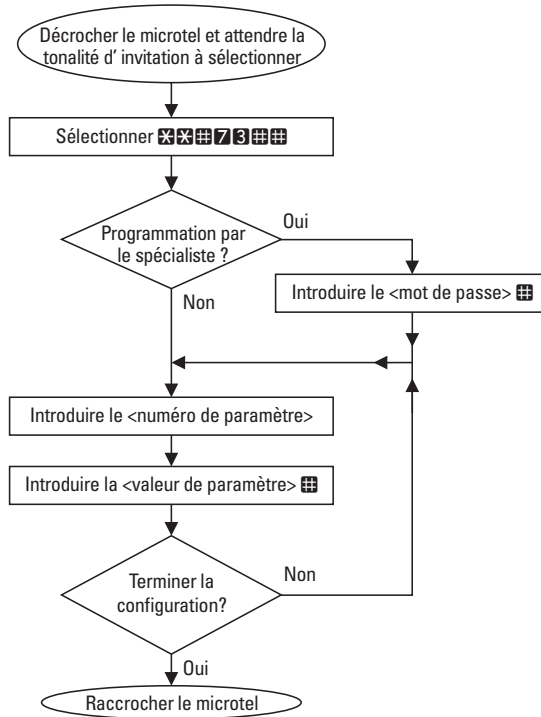 Décrocher le microtel et attendre la
tonalité d' invitation à sélectionner
Sélectionner **#73##
Programmation par
le spécialiste ?
Oui
Non
Introduire le <mot de passe> #
Introduire le <numéro de paramètre>
Introduire la <valeur de paramètre> #
Terminer la
configuration?
Non
Oui
Raccrocher le microtel